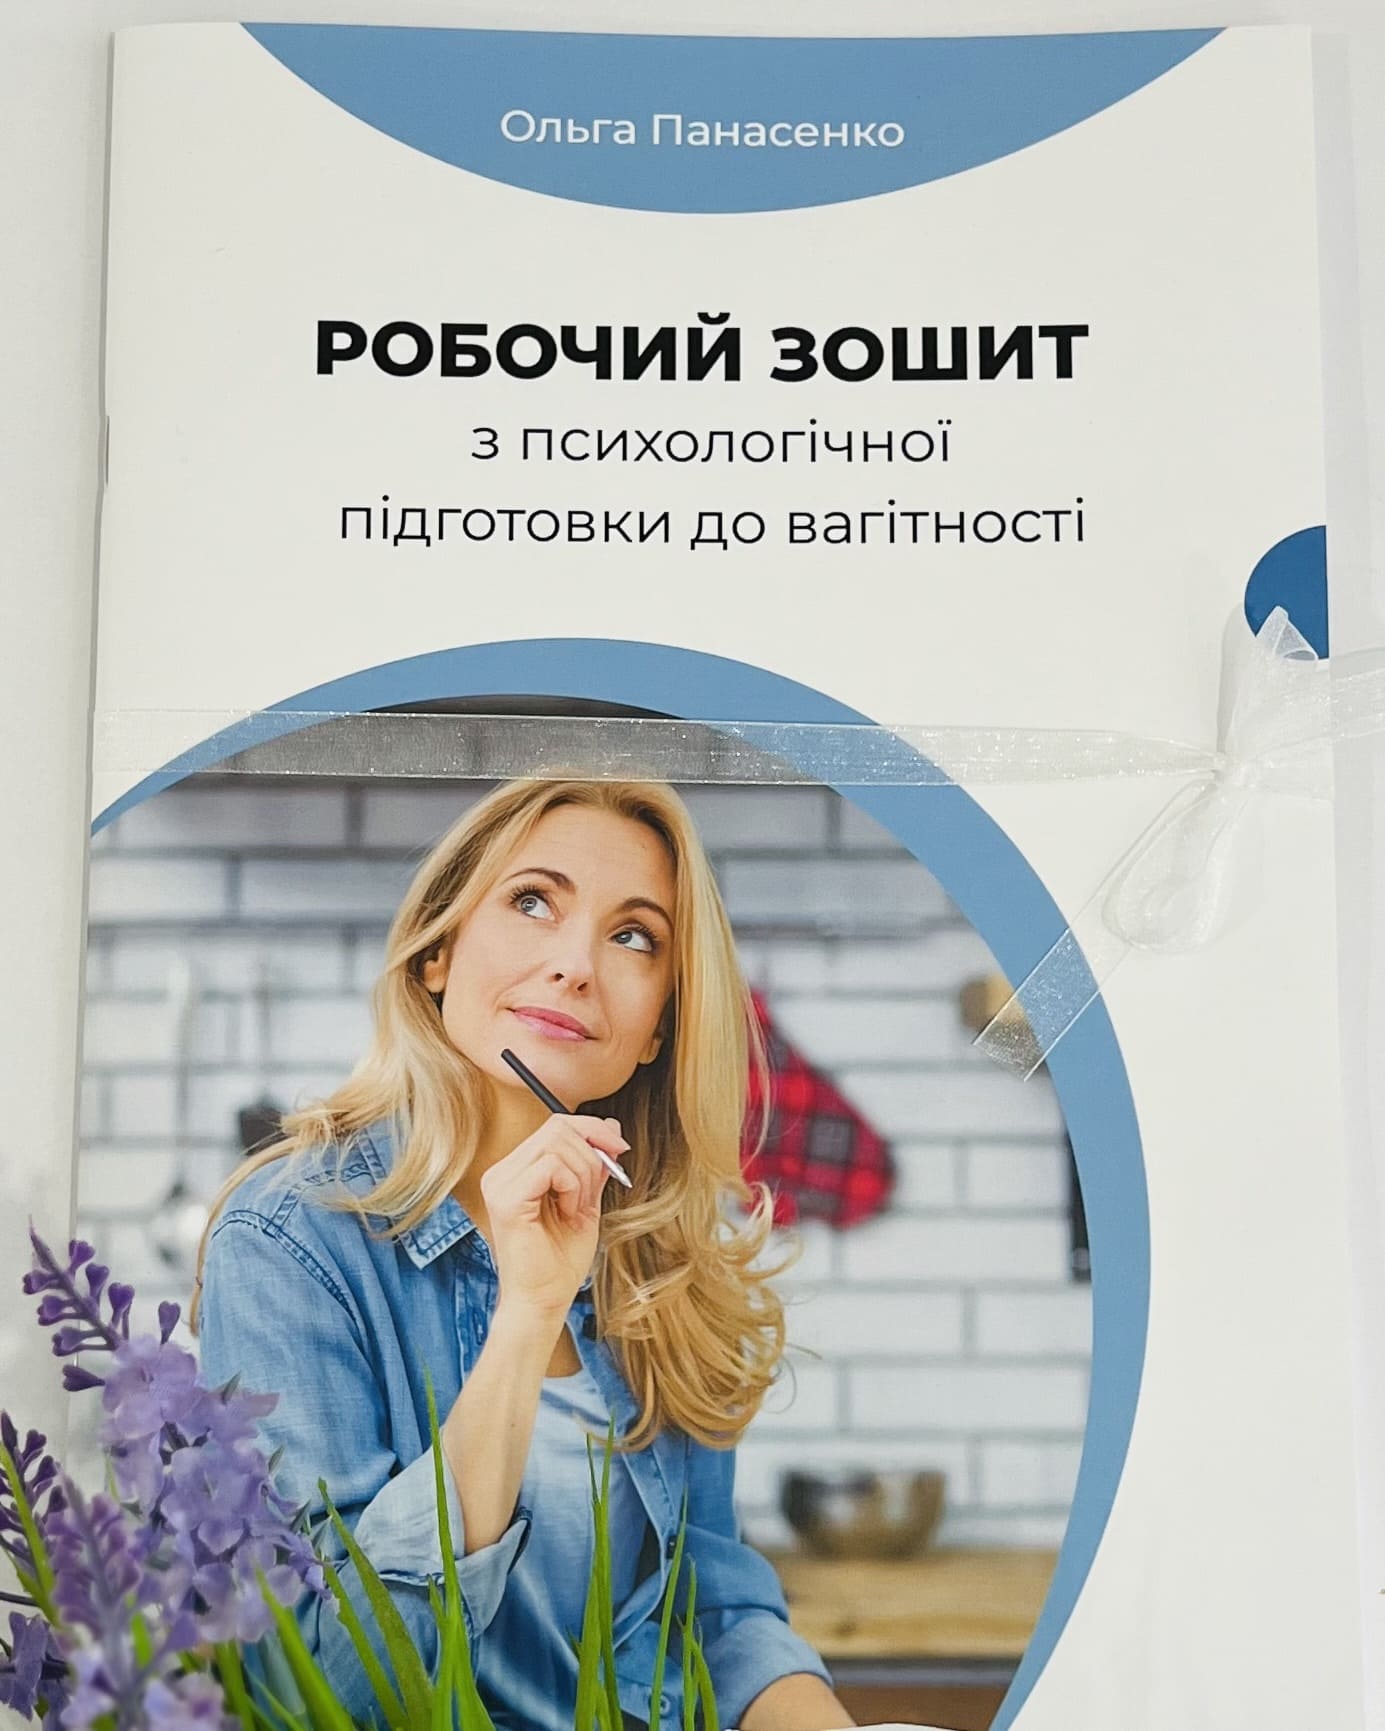 Ольга Панасенко
РОБОЧИЙ ЗОШИТ
з психологічної
підготовки до вагітності